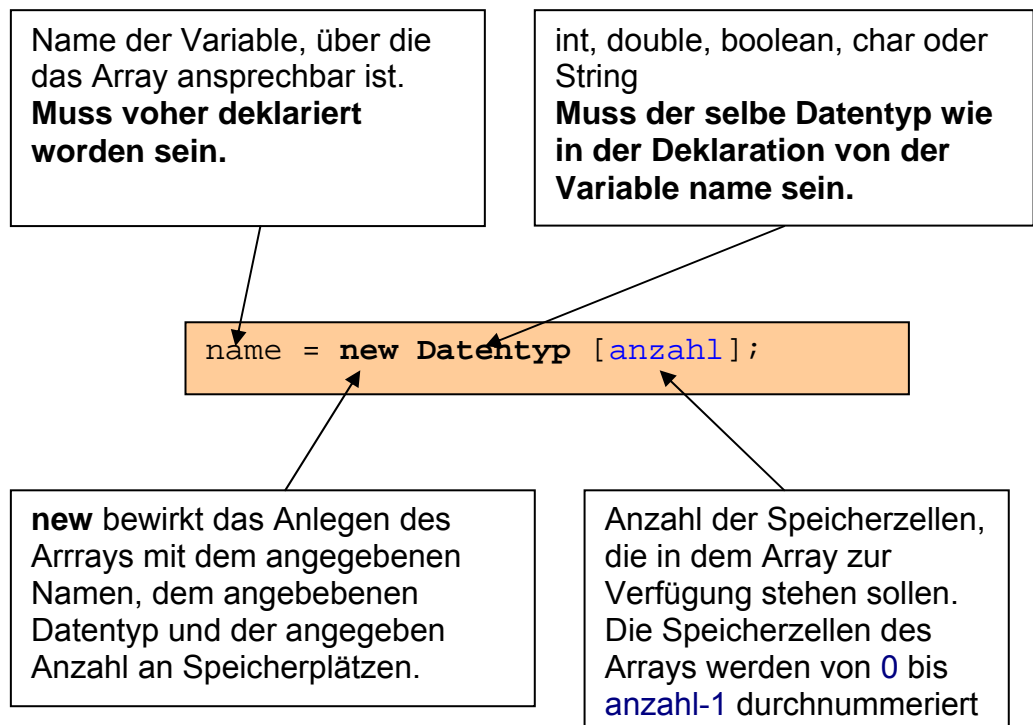 Name der Variable, über die
das Array ansprechbar ist.
Muss voher deklariert
worden sein.
int, double, boolean, char oder
String
Muss der selbe Datentyp wie
in der Deklaration von der
Variable name sein.
name = new Datentyp [anzahl];
new bewirkt das Anlegen des
Arrrays mit dem angegebenen
Namen, dem angebebenen
Datentyp und der angegeben
Anzahl an Speicherplätzen.
Anzahl der Speicherzellen,
die in dem Array zur
Verfügung stehen sollen.
Die Speicherzellen des
Arrays werden von 0 bis
anzahl-1 durchnummeriert